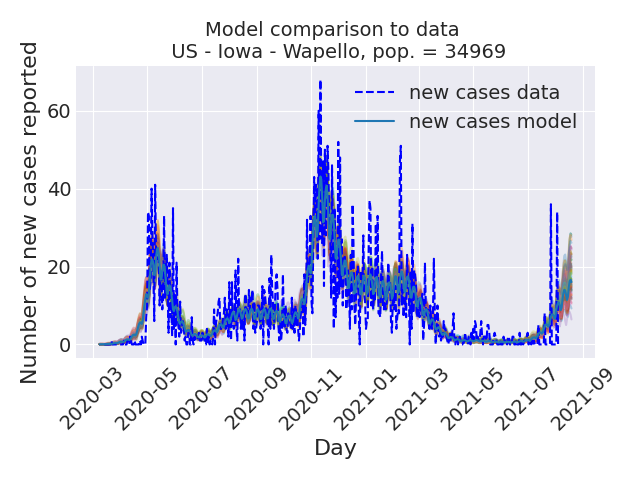 Model comparison to data
US - Iowa - Wapello, pop. = 34969
Number of new cases reported
60
40
20
0
new cases data
new cases model
2020-03
2020-05
2020-07
2020-09
2020-11
2021-01
2021-03
2021-05
2021-07
2021-09
Day